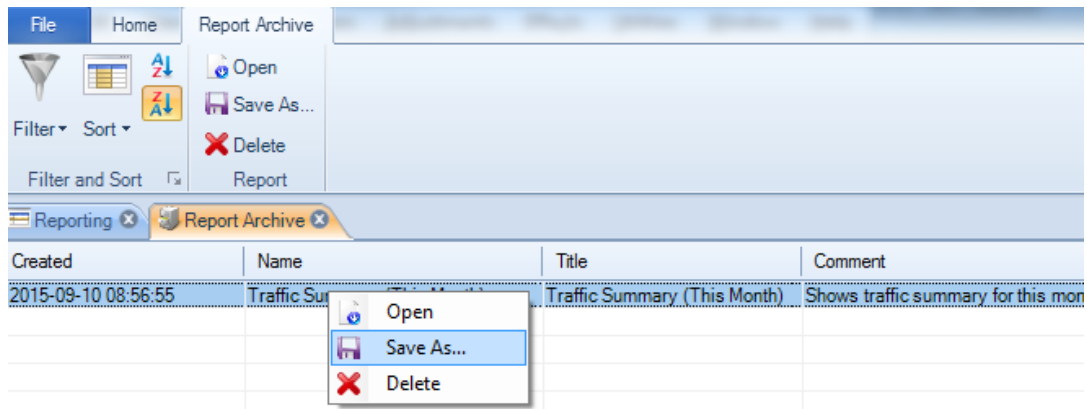 File Home Report Archive
Open
Save As...
Filter Sort
Delete
Filter and Sort Report
Reporting Report Archive
Created Name Title Comment
2015-09-10 08:56:55 Traffic Traffic Summary (This Month) Shows traffic summary for this
Open
Save As...
Delete